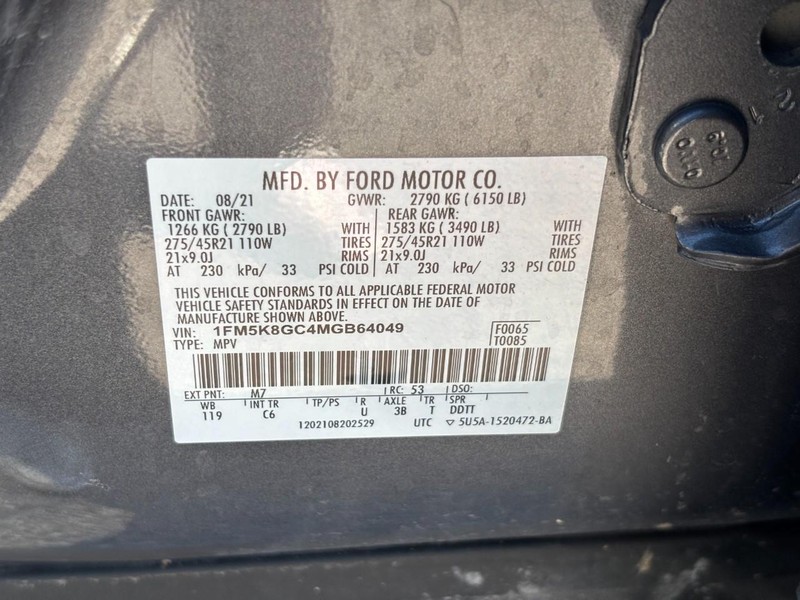 MFD. BY FORD MOTOR CO.
DATE: 08/21 GVWR: 2790 KG ( 6150 LB)
FRONT GAWR: REAR GAWR:
1266 KG ( 2790 LB) WITH 1583 KG ( 3490 LB) WITH
275/45R21 110W TIRES 275/45R21 110W TIRES
21x9.0J RIMS 21x9.0J RIMS
AT 230 kPa/ 33 PSI COLD AT 230 kPa/ 33 PSI COLD
THIS VEHICLE CONFORMS TO ALL APPLICABLE FEDERAL MOTOR
VEHICLE SAFETY STANDARDS IN EFFECT ON THE DATE OF
MANUFACTURE SHOWN ABOVE.
VIN: 1FM5K8GC4MGB64049 F0065
TYPE: MPV T0085
EXT PNT: M7 RC: 53 DSO:
WB INT TR TP/PS R AXLE TR SPR
119 C6 U 3B T DDTT
1202108202529 UTC ▽ 5U5A-1520472-BA